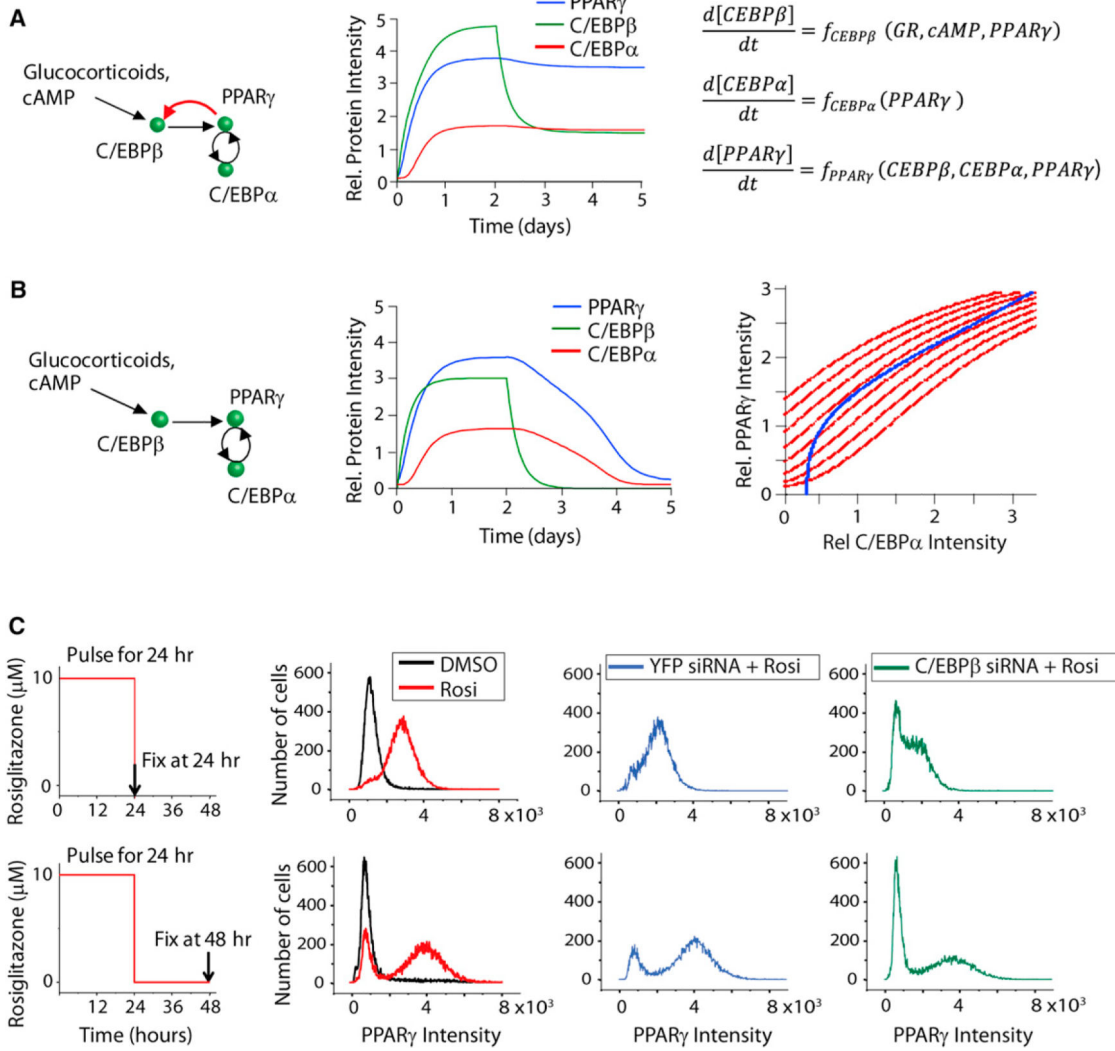 A
Glucocorticoids,
cAMP
PPARγ
C/EBPβ
C/EBPα
Rel. Protein Intensity
5
4
3
2
1
0
0 1 2 3 4 5
Time (days)
PPARγ
C/EBPβ
C/EBPα
d[CEBPβ]/dt = f_CEBPβ (GR, cAMP, PPARγ)
d[CEBPα]/dt = f_CEBPα (PPARγ )
d[PPARγ]/dt = f_PPARγ (CEBPβ, CEBPα, PPARγ)
B
Glucocorticoids,
cAMP
PPARγ
C/EBPβ
C/EBPα
Rel. Protein Intensity
5
4
3
2
1
0
0 1 2 3 4 5
Time (days)
PPARγ
C/EBPβ
C/EBPα
Rel. PPARγ Intensity
3
2
1
0
0 1 2 3
Rel C/EBPα Intensity
C
Rosiglitazone (μM)
Pulse for 24 hr
10
0
Fix at 24 hr
0 12 24 36 48
Number of cells
600
400
200
0
DMSO
Rosi
0 4 8 x10³
YFP siRNA + Rosi
600
400
200
0
0 4 8 x10³
C/EBPβ siRNA + Rosi
600
400
200
0
0 4 8 x10³
Rosiglitazone (μM)
Pulse for 24 hr
10
0
Fix at 48 hr
0 12 24 36 48
Time (hours)
Number of cells
600
400
200
0
0 4 8 x10³
PPARγ Intensity
600
400
200
0
0 4 8 x10³
PPARγ Intensity
600
400
200
0
0 4 8 x10³
PPARγ Intensity